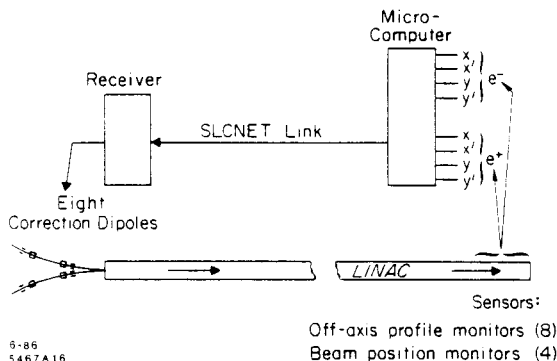 Micro-
Computer
Receiver
x
x'
y
y'
e⁻
SLCNET Link
x
x'
y
y'
e⁺
Eight
Correction Dipoles
LINAC
Sensors:
Off-axis profile monitors (8)
Beam position monitors (4)
6-86
5467A16